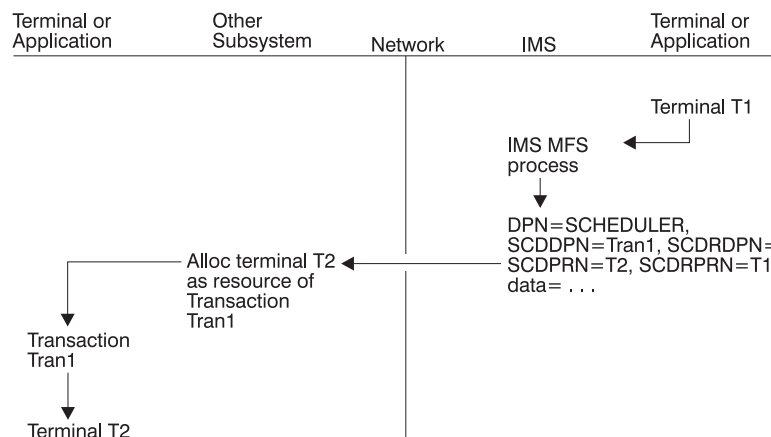 Terminal or
Application
Other
Subsystem
Network
IMS
Terminal or
Application
Terminal T1
IMS MFS
process
DPN=SCHEDULER,
SCDDPN=Tran1, SCDRDPN=
SCDPRN=T2, SCDRPRN=T1
data= . . .
Alloc terminal T2
as resource of
Transaction
Tran1
Transaction
Tran1
Terminal T2